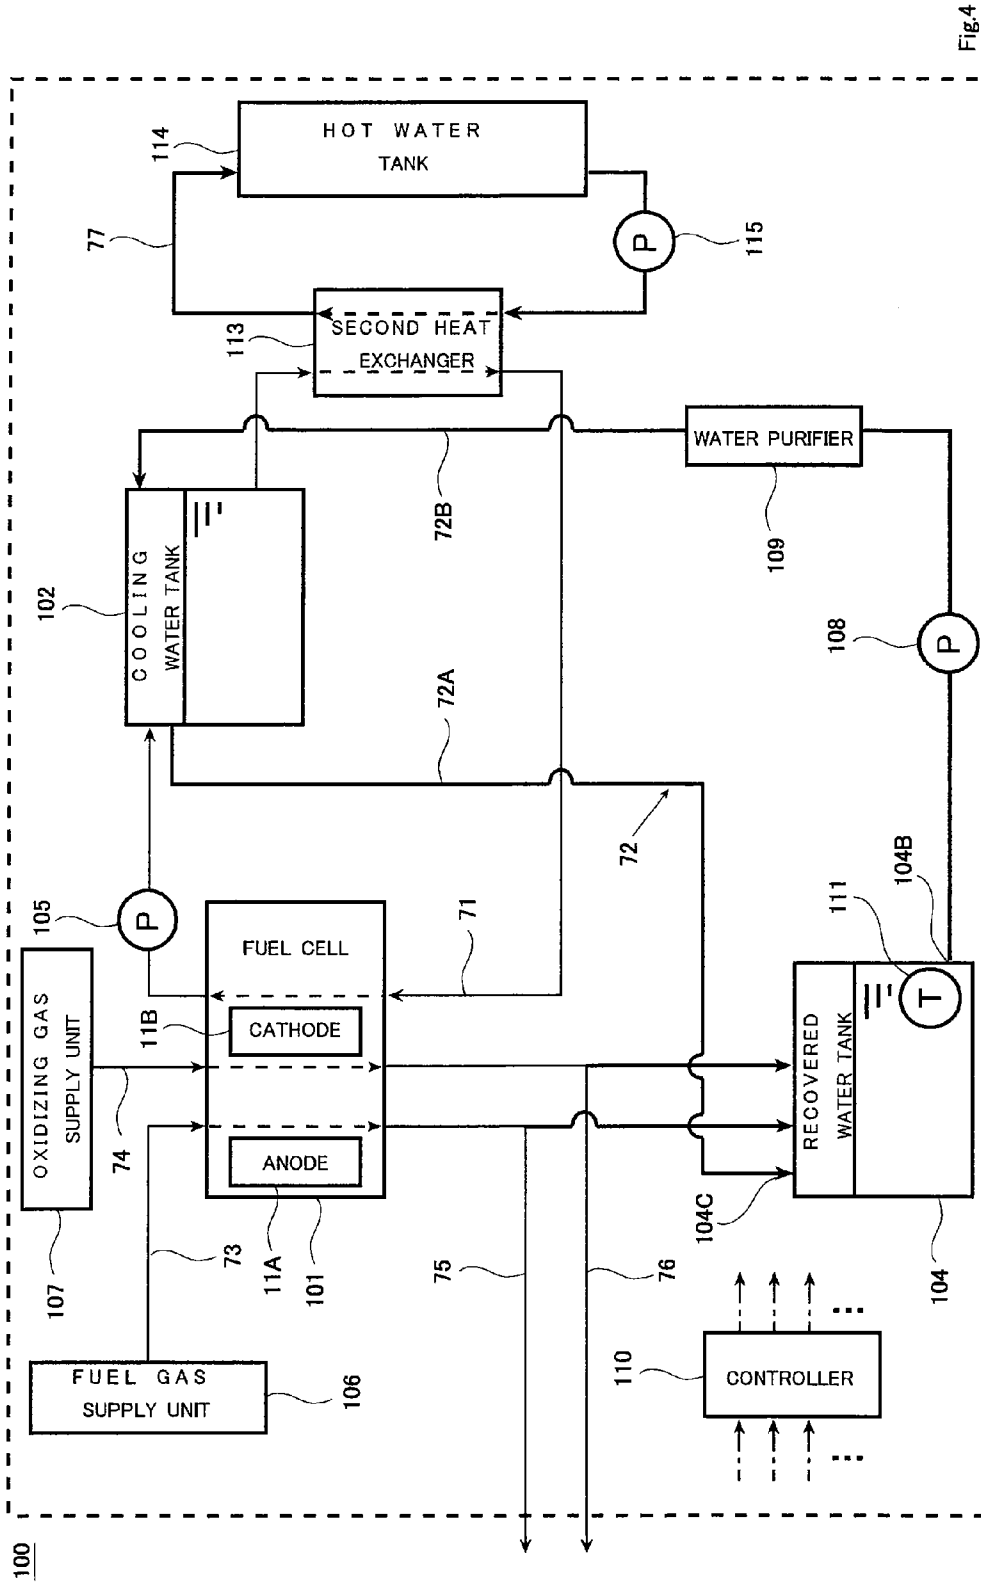 Fig.4
100
FUEL GAS
SUPPLY UNIT
106
73
OXIDIZING GAS
SUPPLY UNIT
107
74
105
P
FUEL CELL
CATHODE
11B
ANODE
11A
101
71
75
76
102
COOLING
WATER TANK
72A
72B
72
77
114
HOT WATER
TANK
P
115
113
SECOND HEAT
EXCHANGER
WATER PURIFIER
109
108
P
104B
111
T
RECOVERED
WATER TANK
104C
104
110
CONTROLLER